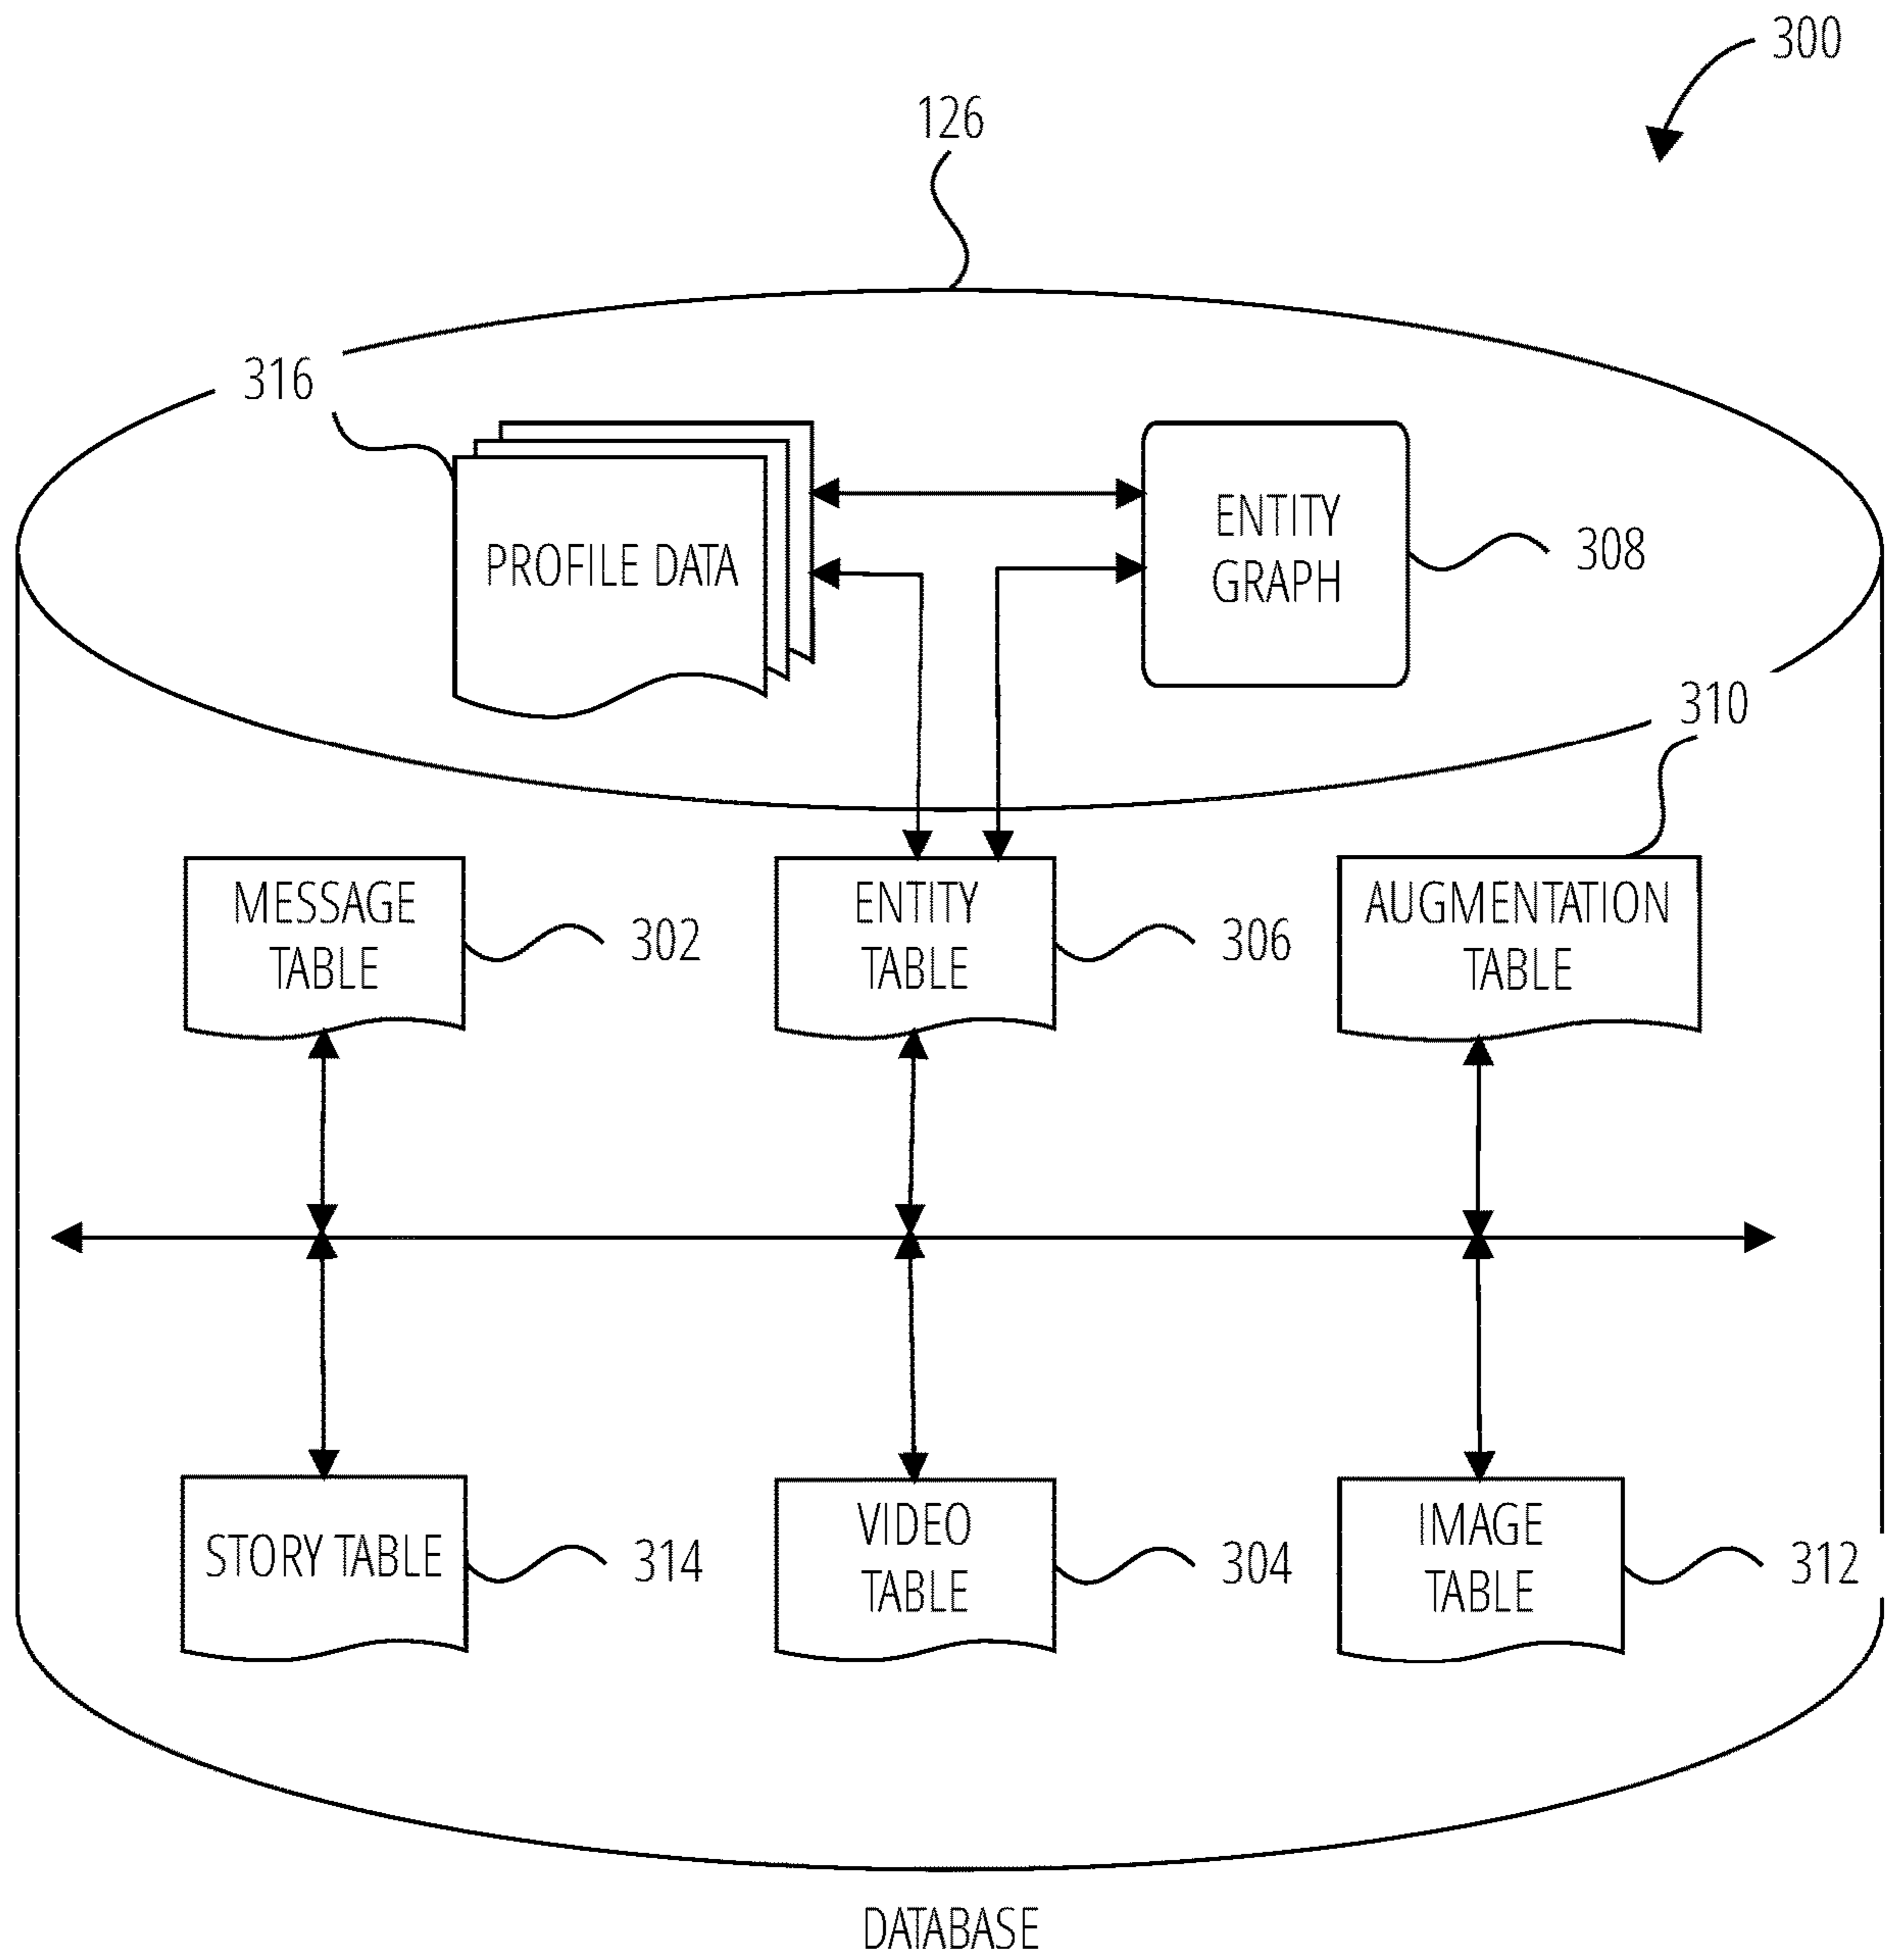 300
126
316
PROFILE DATA
ENTITY
GRAPH
308
310
MESSAGE
TABLE
302
ENTITY
TABLE
306
AUGMENTATION
TABLE
STORY TABLE
314
VIDEO
TABLE
304
IMAGE
TABLE
312
DATABASE